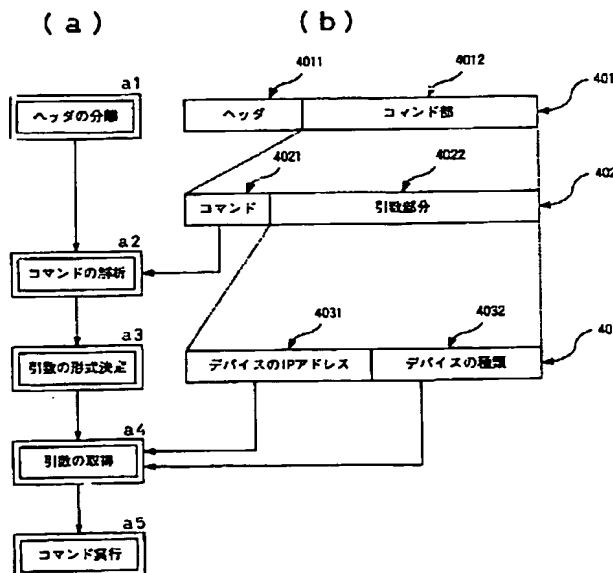 (a)
(b)
a1
ヘッダの分離
4011
4012
401
ヘッダ
コマンド部
4021
4022
402
コマンド
引数部分
a2
コマンドの解析
4031
4032
40
デバイスのIPアドレス
デバイスの種類
a3
引数の形式決定
a4
引数の取得
a5
コマンド実行